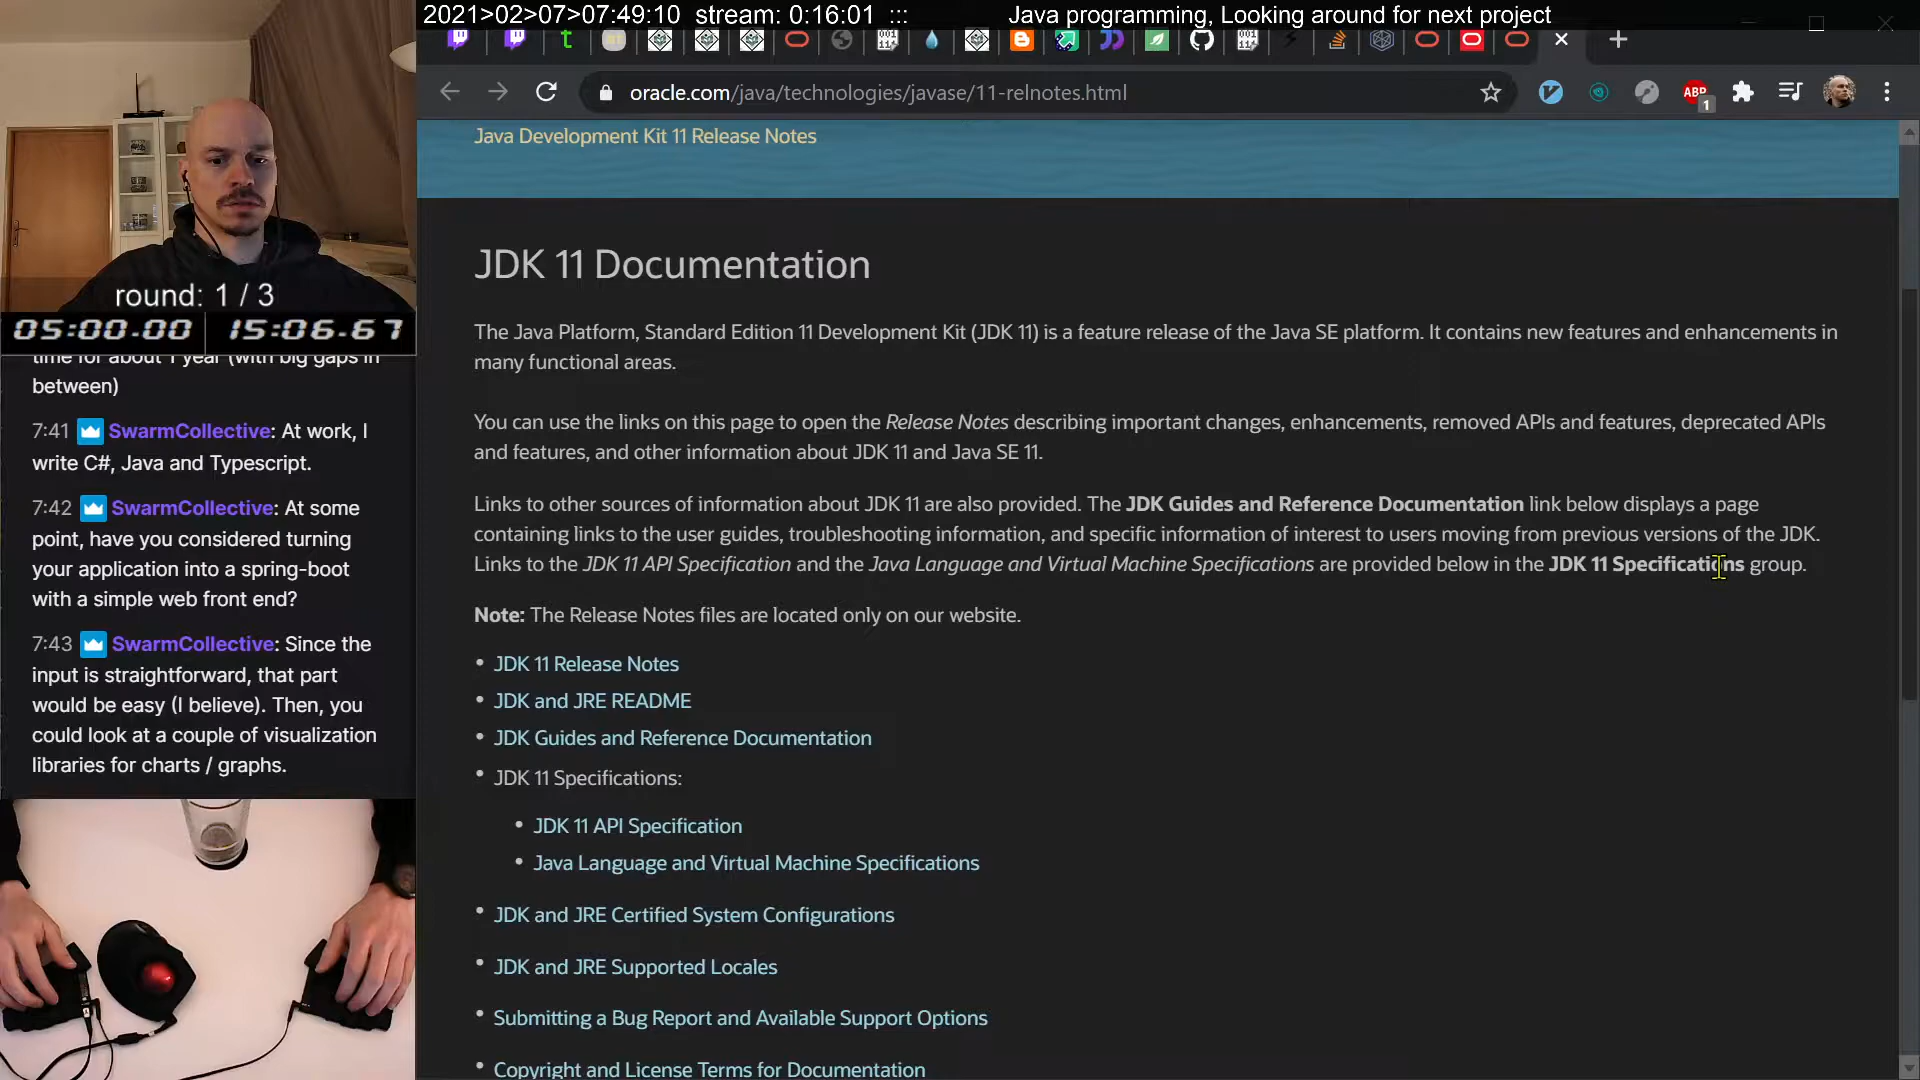 2021>02>07>07:49:10 stream: 0:16:01 ::: Java programming, Looking around for next project
oracle.com/java/technologies/javase/11-relnotes.html
ABP
1
round: 1 / 3
05:00.00 15:06.67
time for about 1 year (with big gaps in
between)
7:41 SwarmCollective: At work, I
write C#, Java and Typescript.
7:42 SwarmCollective: At some
point, have you considered turning
your application into a spring-boot
with a simple web front end?
7:43 SwarmCollective: Since the
input is straightforward, that part
would be easy (I believe). Then, you
could look at a couple of visualization
libraries for charts / graphs.
Java Development Kit 11 Release Notes
JDK 11 Documentation
The Java Platform, Standard Edition 11 Development Kit (JDK 11) is a feature release of the Java SE platform. It contains new features and enhancements in
many functional areas.
You can use the links on this page to open the Release Notes describing important changes, enhancements, removed APIs and features, deprecated APIs
and features, and other information about JDK 11 and Java SE 11.
Links to other sources of information about JDK 11 are also provided. The JDK Guides and Reference Documentation link below displays a page
containing links to the user guides, troubleshooting information, and specific information of interest to users moving from previous versions of the JDK.
Links to the JDK 11 API Specification and the Java Language and Virtual Machine Specifications are provided below in the JDK 11 Specifications group.
Note: The Release Notes files are located only on our website.
• JDK 11 Release Notes
• JDK and JRE README
• JDK Guides and Reference Documentation
• JDK 11 Specifications:
• JDK 11 API Specification
• Java Language and Virtual Machine Specifications
• JDK and JRE Certified System Configurations
• JDK and JRE Supported Locales
• Submitting a Bug Report and Available Support Options
• Copyright and License Terms for Documentation